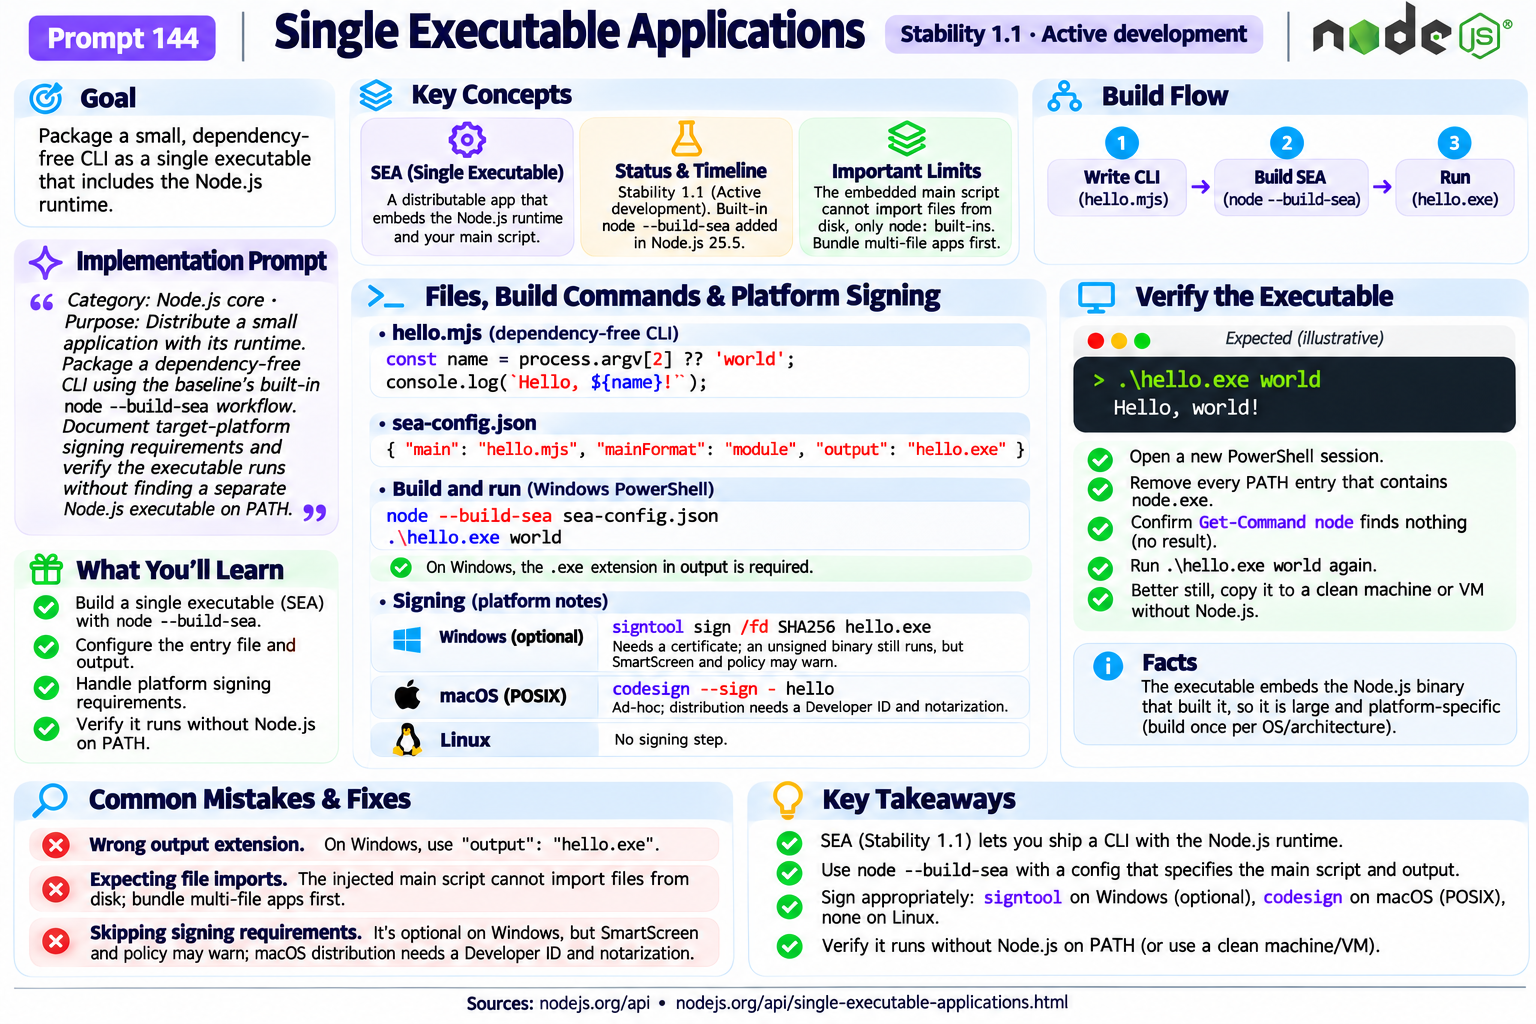 Prompt 144
Single Executable Applications
Stability 1.1 · Active development
node JS ®
Goal
Package a small, dependency-
free CLI as a single executable
that includes the Node.js
runtime.
Implementation Prompt
“ Category: Node.js core ·
Purpose: Distribute a small
application with its runtime.
Package a dependency-free
CLI using the baseline’s built-in
node --build-sea workflow.
Document target-platform
signing requirements and
verify the executable runs
without finding a separate
Node.js executable on PATH. ”
What You’ll Learn
Build a single executable (SEA)
with node --build-sea.
Configure the entry file and
output.
Handle platform signing
requirements.
Verify it runs without Node.js
on PATH.
Key Concepts
SEA (Single Executable)
A distributable app that
embeds the Node.js runtime
and your main script.
Status & Timeline
Stability 1.1 (Active
development). Built-in
node --build-sea added
in Node.js 25.5.
Important Limits
The embedded main script
cannot import files from
disk, only node: built-ins.
Bundle multi-file apps first.
Build Flow
1
Write CLI
(hello.mjs)
2
Build SEA
(node --build-sea)
3
Run
(hello.exe)
Files, Build Commands & Platform Signing
• hello.mjs (dependency-free CLI)
const name = process.argv[2] ?? 'world';
console.log(`Hello, ${name}!`);
• sea-config.json
{ "main": "hello.mjs", "mainFormat": "module", "output": "hello.exe" }
• Build and run (Windows PowerShell)
node --build-sea sea-config.json
.\hello.exe world
On Windows, the .exe extension in output is required.
• Signing (platform notes)
Windows (optional)
signtool sign /fd SHA256 hello.exe
Needs a certificate; an unsigned binary still runs, but
SmartScreen and policy may warn.
macOS (POSIX)
codesign --sign - hello
Ad-hoc; distribution needs a Developer ID and notarization.
Linux
No signing step.
Verify the Executable
Expected (illustrative)
> .\hello.exe world
Hello, world!
Open a new PowerShell session.
Remove every PATH entry that contains
node.exe.
Confirm Get-Command node finds nothing
(no result).
Run .\hello.exe world again.
Better still, copy it to a clean machine or VM
without Node.js.
i
Facts
The executable embeds the Node.js binary
that built it, so it is large and platform-specific
(build once per OS/architecture).
Common Mistakes & Fixes
Wrong output extension. On Windows, use "output": "hello.exe".
Expecting file imports. The injected main script cannot import files from
disk; bundle multi-file apps first.
Skipping signing requirements. It's optional on Windows, but SmartScreen
and policy may warn; macOS distribution needs a Developer ID and notarization.
Key Takeaways
SEA (Stability 1.1) lets you ship a CLI with the Node.js runtime.
Use node --build-sea with a config that specifies the main script and output.
Sign appropriately: signtool on Windows (optional), codesign on macOS (POSIX),
none on Linux.
Verify it runs without Node.js on PATH (or use a clean machine/VM).
Sources: nodejs.org/api • nodejs.org/api/single-executable-applications.html